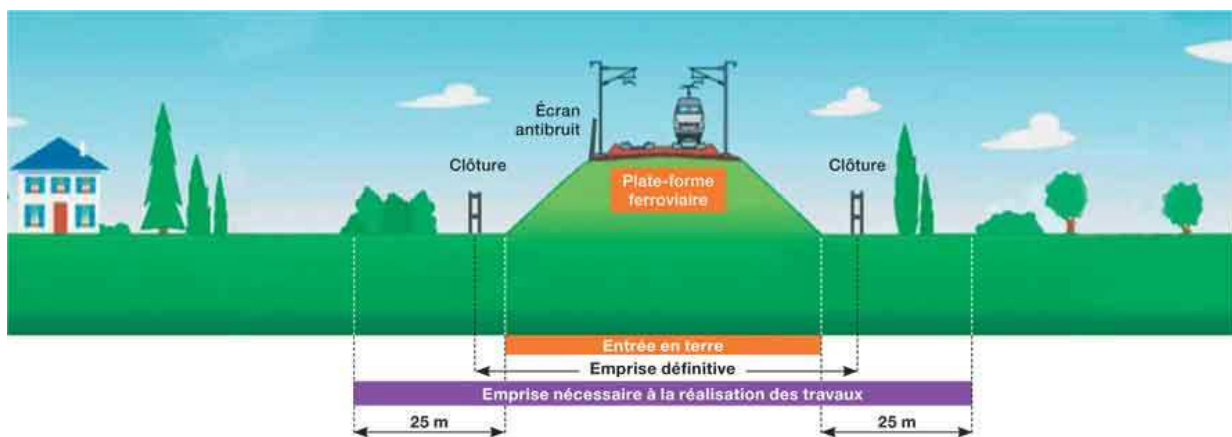 Écran
antibruit
Clôture
Plate-forme
ferroviaire
Clôture
Entrée en terre
Emprise définitive
Emprise nécessaire à la réalisation des travaux
25 m
25 m